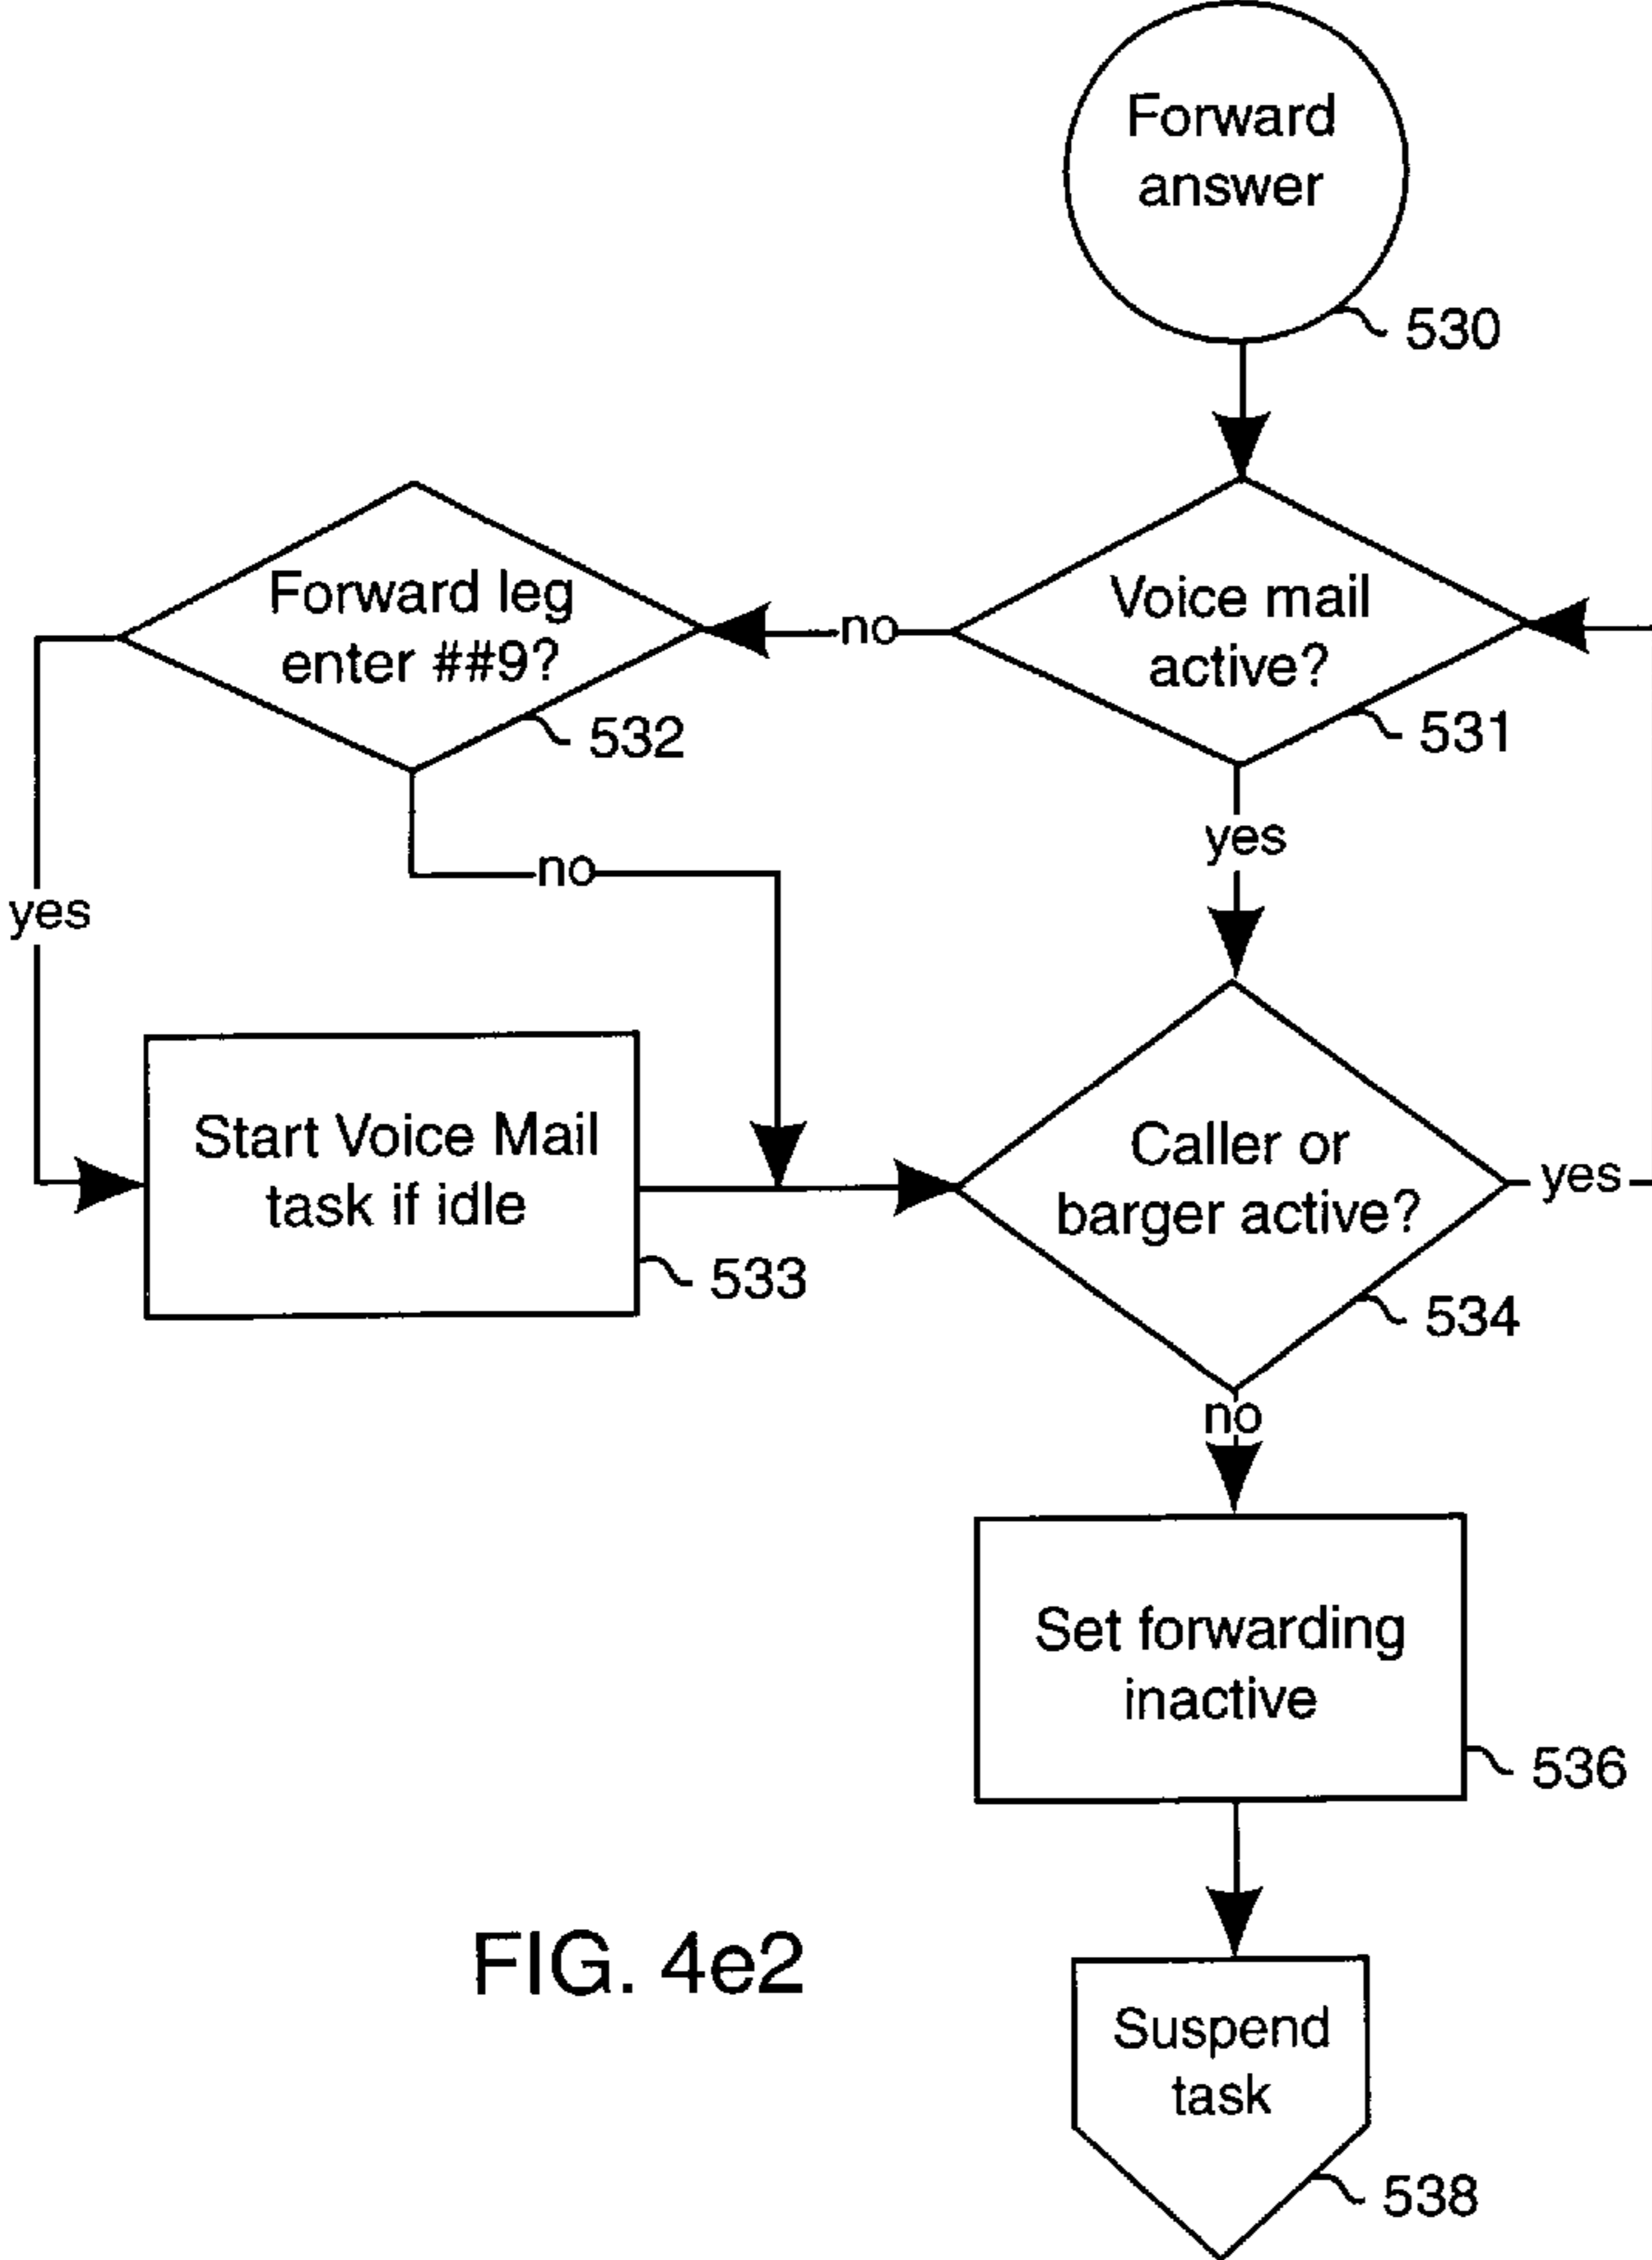 Forward
answer
530
Forward leg
enter ##9?
532
no
Voice mail
active?
531
yes
no
yes
Start Voice Mail
task if idle
533
Caller or
barger active?
yes
534
no
Set forwarding
inactive
536
FIG. 4e2
Suspend
task
538